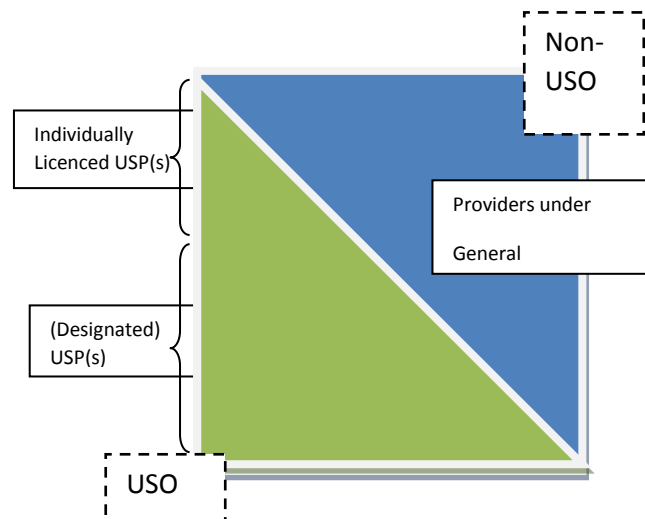 Non-
USO
Individually
Licenced USP(s)
Providers under
General
(Designated)
USP(s)
USO